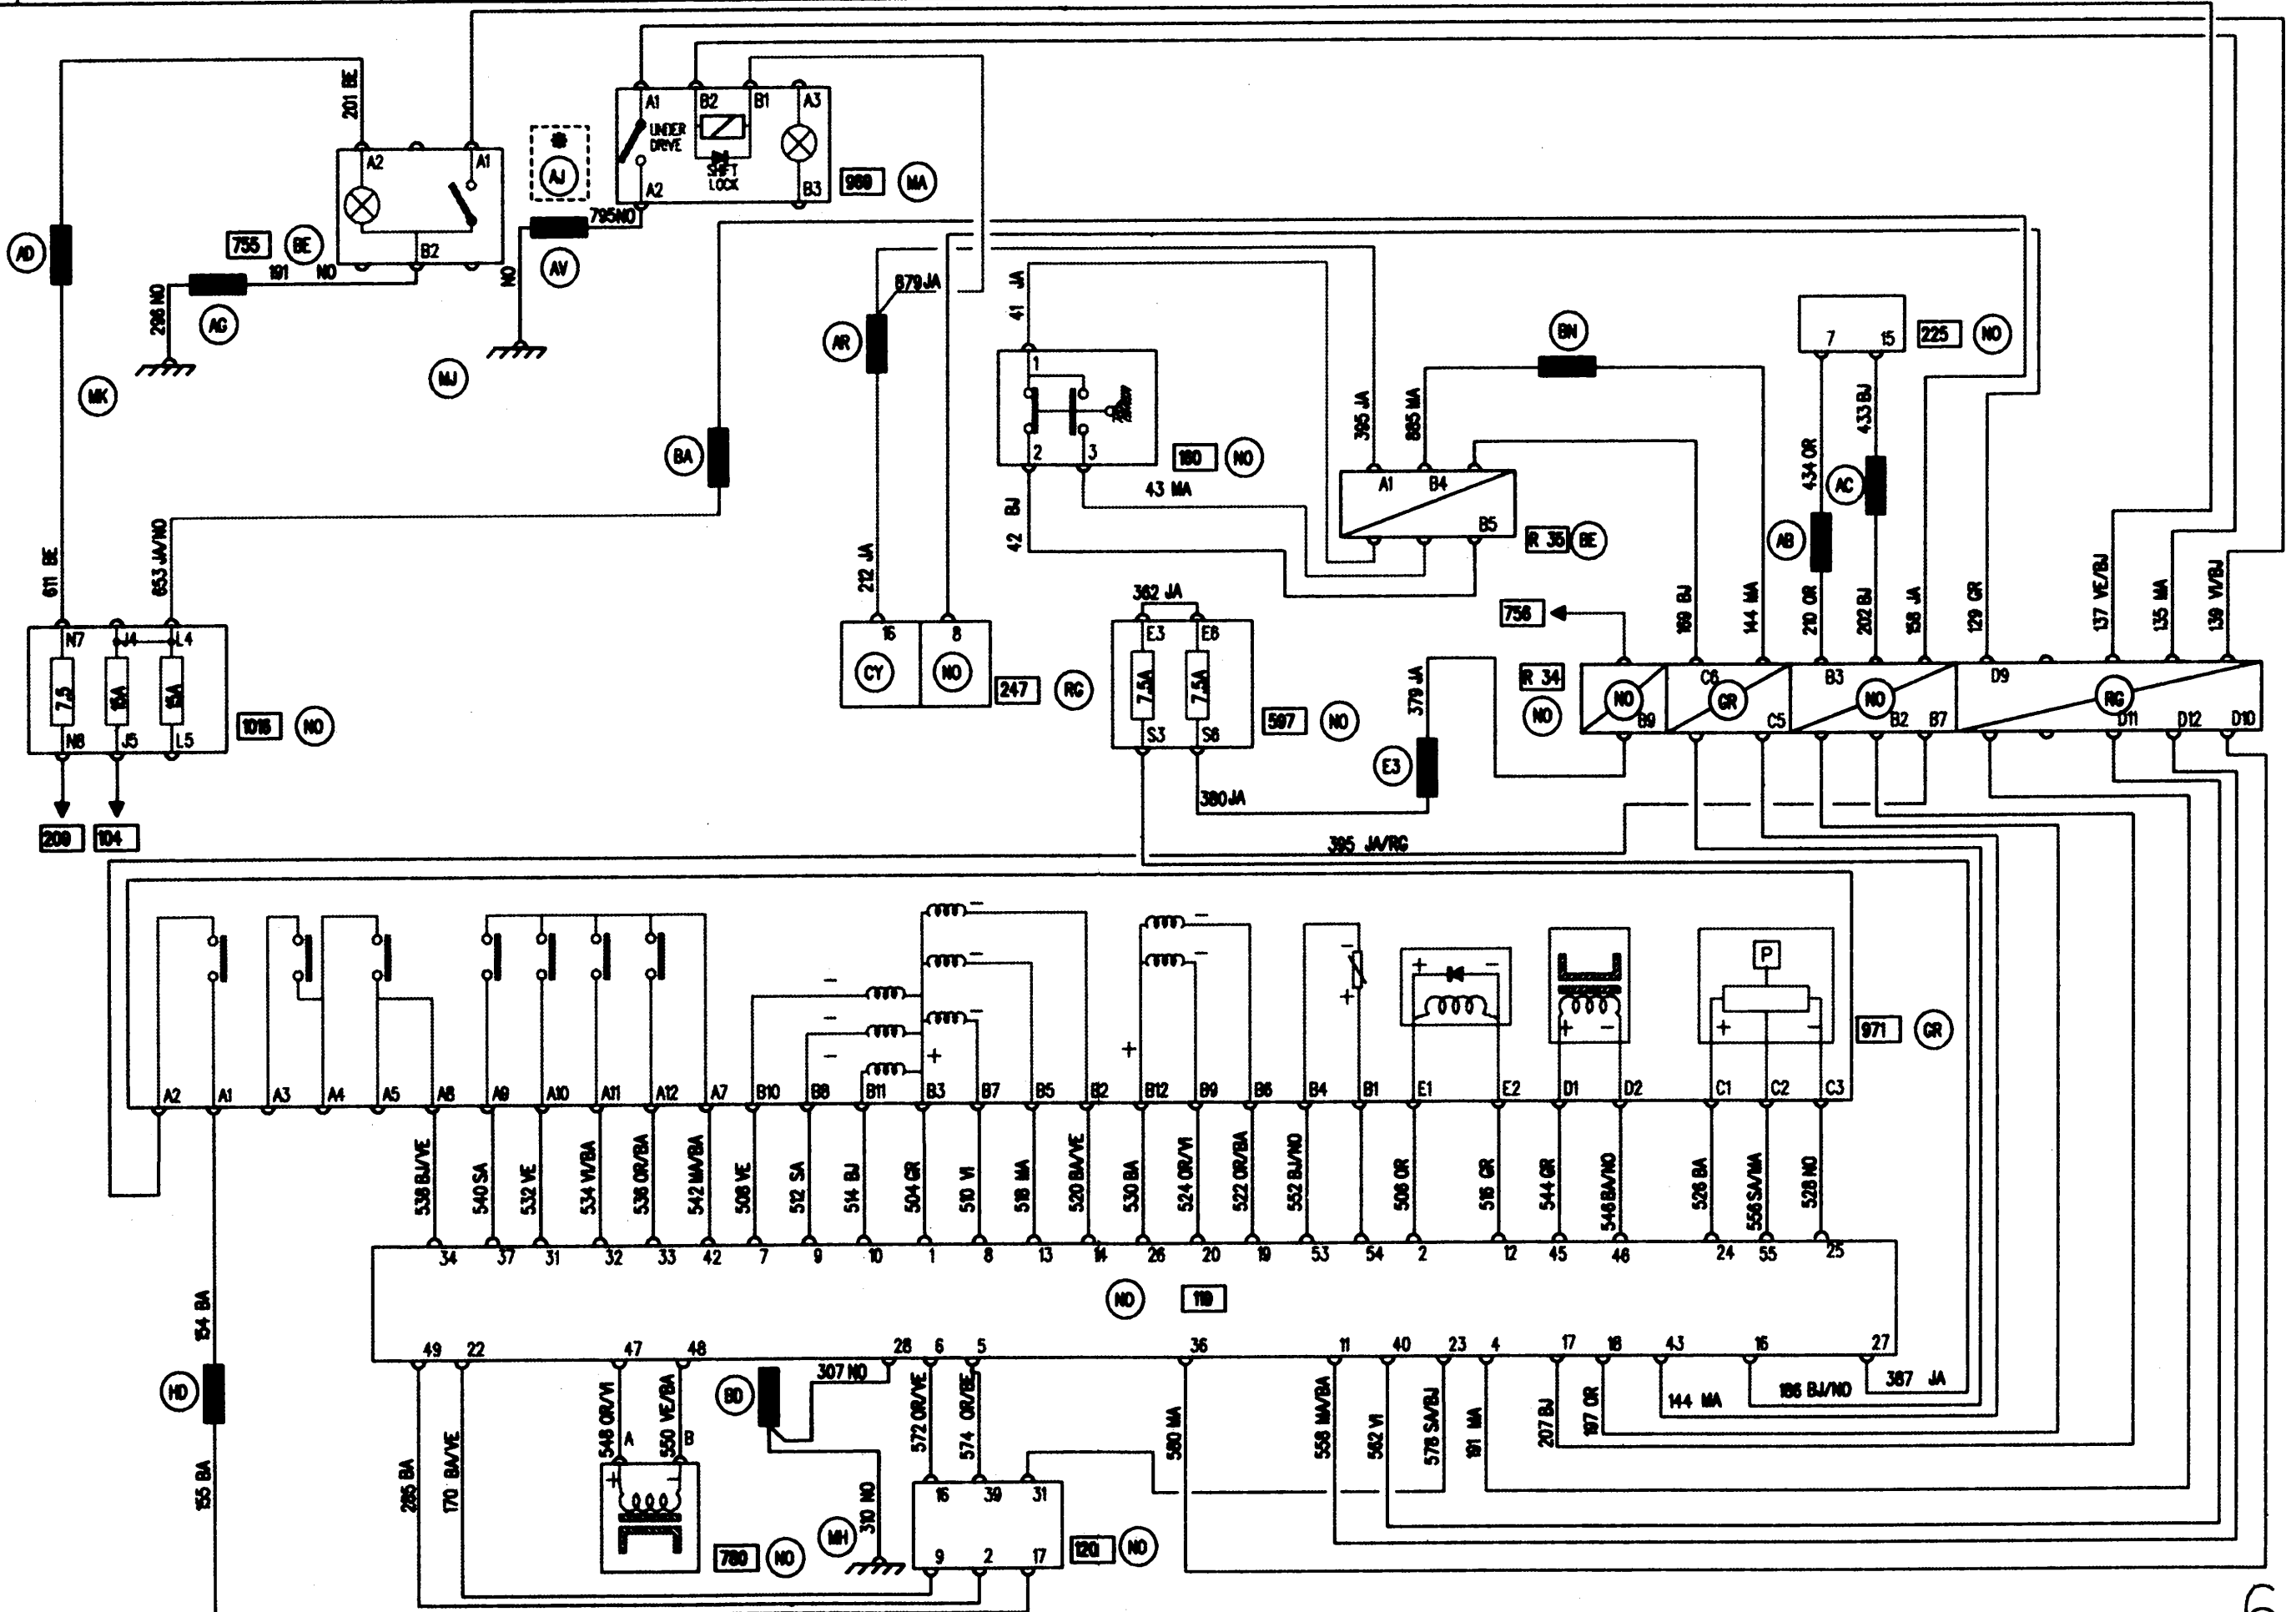 201 BE
A2
A1
B2
755
BE
AD
191 NO
296 NO
AG
MK
*
AJ
A1
B2
B1
A3
UNDER
DRIVE
SHIFT
LOCK
A2
B3
969
MA
795NO
NO
AV
MJ
879JA
AR
BA
41 JA
1
2
3
160
NO
43 MA
42 BJ
395 JA
885 MA
BN
A1
B4
B5
R 35
BE
7
15
225
NO
434 OR
433 BJ
AC
AB
611 BE
653 JA/NO
212 JA
N7
J4
L4
7,5
15A
15A
N8
J5
L5
1016
NO
209
104
16
8
CY
NO
247
RG
362 JA
E3
E8
7.5A
7.5A
S3
S8
597
NO
380JA
379 JA
E3
756
R 34
NO
169 BJ
144 MA
210 OR
202 BJ
158 JA
129 GR
137 VE/BJ
135 MA
139 VI/BJ
NO
B9
C6
GR
C5
B3
NO
B2
B7
D9
RG
D11
D12
D10
395 JA/RG
P
971
GR
A2
A1
A3
A4
A5
A8
A9
A10
A11
A12
A7
B10
B8
B11
B3
B7
B5
B2
B12
B9
B6
B4
B1
E1
E2
D1
D2
C1
C2
C3
538 BJ/VE
540 SA
532 VE
534 VI/BA
536 OR/BA
542 MA/BA
508 VE
512 SA
514 BJ
504 GR
510 VI
518 MA
520 BA/VE
530 BA
524 OR/VI
522 OR/BA
552 BJ/NO
506 OR
516 GR
544 GR
546 BA/NO
526 BA
556 SA/MA
528 NO
34
37
31
32
33
42
7
9
10
1
8
13
14
26
20
19
53
54
2
12
45
46
24
55
25
NO
119
49
22
47
48
28
6
5
36
11
40
23
4
17
18
43
16
27
154 BA
HD
155 BA
285 BA
170 BA/VE
548 OR/VI
A
550 VE/BA
B
780
NO
BD
307 NO
310 NO
MH
572 OR/VE
574 OR/BE
16
39
31
9
2
17
120
NO
580 MA
558 MA/BA
562 VI
578 SA/BJ
191 MA
207 BJ
197 OR
144 MA
186 BJ/NO
387 JA